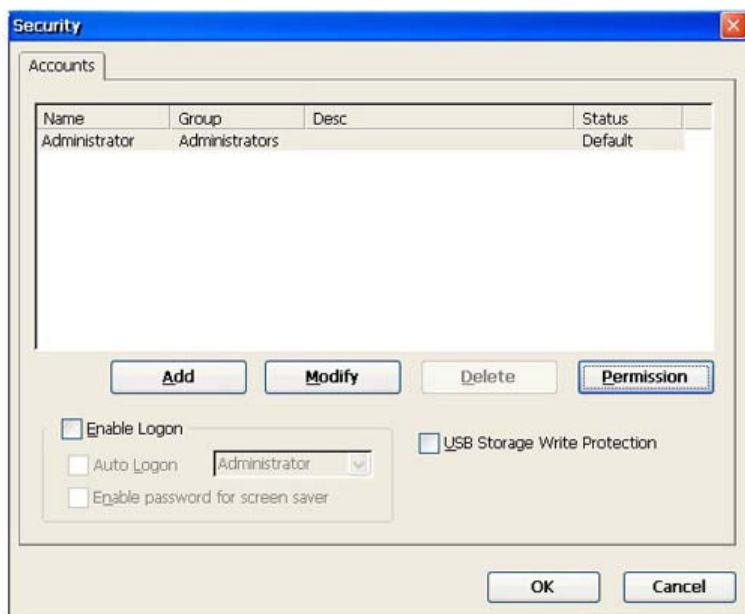 Security
Accounts
Name Group Desc Status
Administrator Administrators Default
Add Modify Delete Permission
Enable Logon
USB Storage Write Protection
Auto Logon Administrator
Enable password for screen saver
OK Cancel